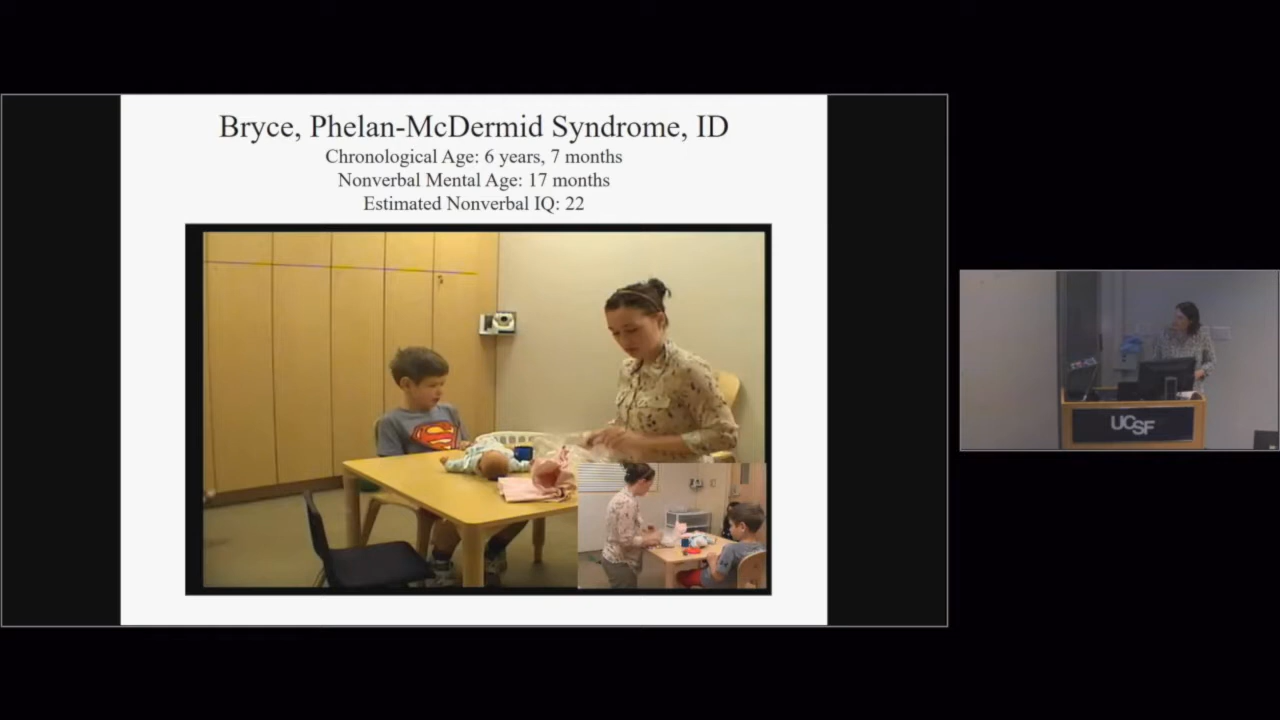 Bryce, Phelan-McDermid Syndrome, ID
Chronological Age: 6 years, 7 months
Nonverbal Mental Age: 17 months
Estimated Nonverbal IQ: 22
UCSF